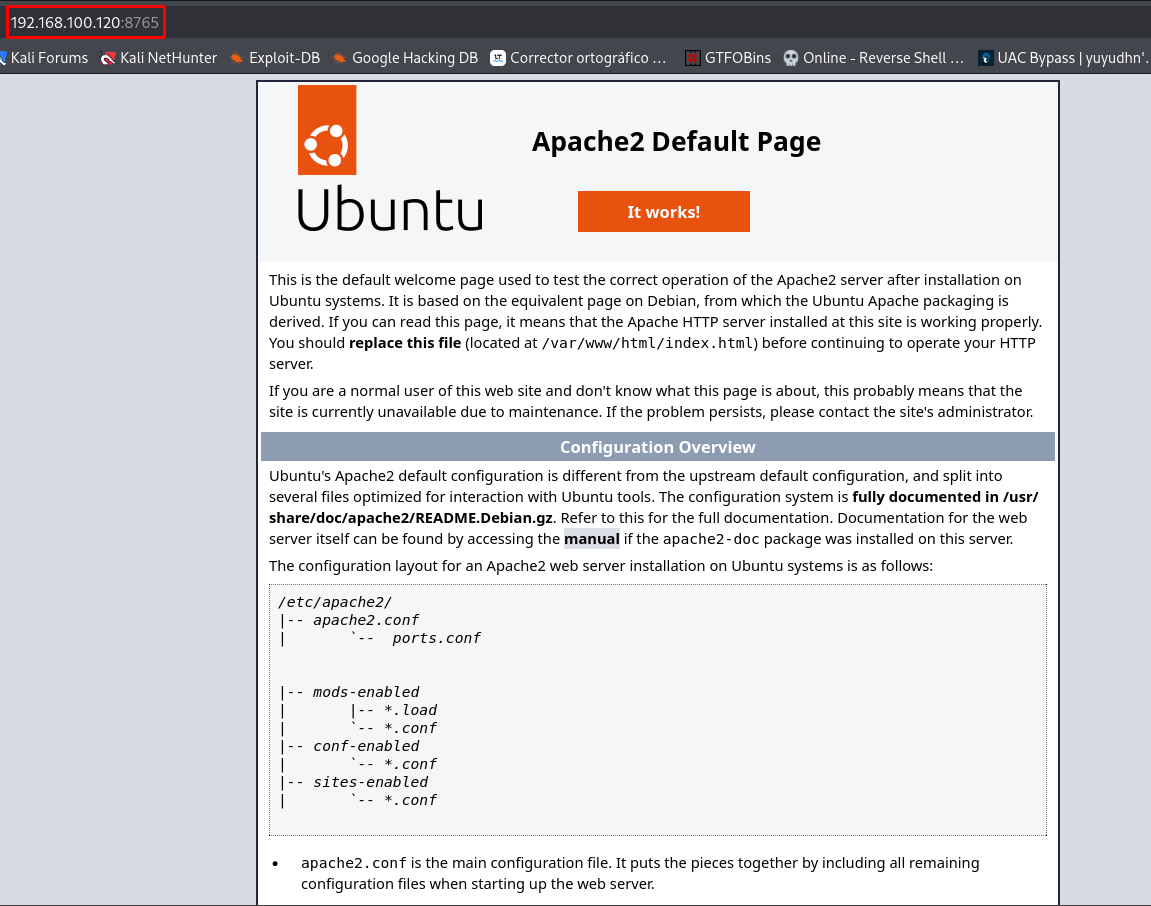 192.168.100.120:8765
Kali Forums Kali NetHunter Exploit-DB Google Hacking DB Corrector ortográfico … GTFOBins Online - Reverse Shell … UAC Bypass | yuyudhn'…
Ubuntu
Apache2 Default Page
It works!
This is the default welcome page used to test the correct operation of the Apache2 server after installation on
Ubuntu systems. It is based on the equivalent page on Debian, from which the Ubuntu Apache packaging is
derived. If you can read this page, it means that the Apache HTTP server installed at this site is working properly.
You should replace this file (located at /var/www/html/index.html) before continuing to operate your HTTP
server.
If you are a normal user of this web site and don't know what this page is about, this probably means that the
site is currently unavailable due to maintenance. If the problem persists, please contact the site's administrator.
Configuration Overview
Ubuntu's Apache2 default configuration is different from the upstream default configuration, and split into
several files optimized for interaction with Ubuntu tools. The configuration system is fully documented in /usr/
share/doc/apache2/README.Debian.gz. Refer to this for the full documentation. Documentation for the web
server itself can be found by accessing the manual if the apache2-doc package was installed on this server.
The configuration layout for an Apache2 web server installation on Ubuntu systems is as follows:
/etc/apache2/
|-- apache2.conf
|       `--  ports.conf
|-- mods-enabled
|       |-- *.load
|       `-- *.conf
|-- conf-enabled
|       `-- *.conf
|-- sites-enabled
|       `-- *.conf
• apache2.conf is the main configuration file. It puts the pieces together by including all remaining
configuration files when starting up the web server.